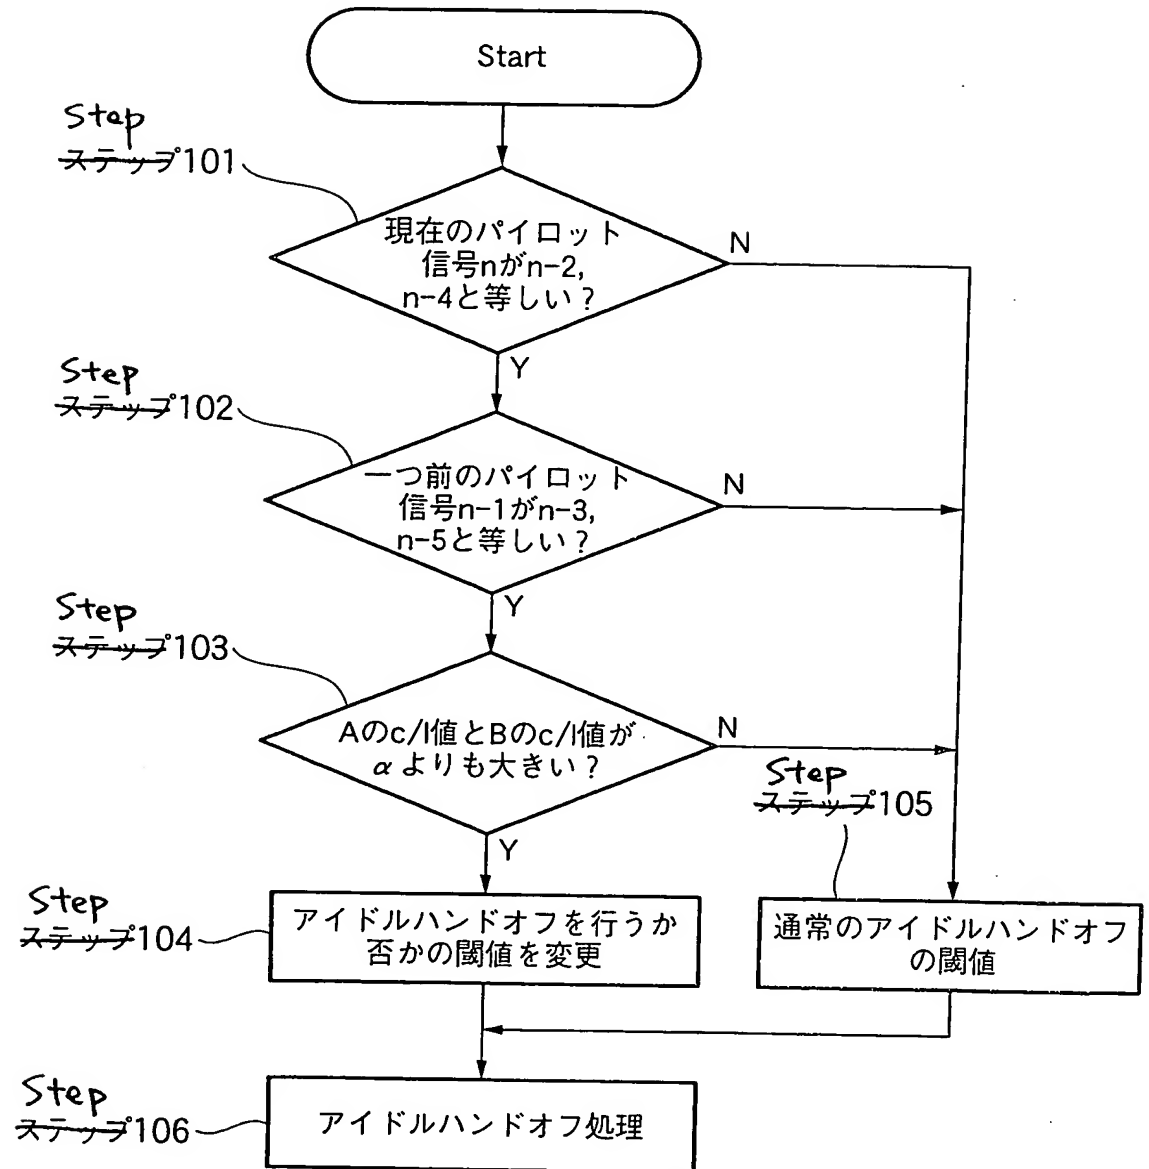 Start
Step
ステップ101
現在のパイロット
信号nがn-2,
n-4と等しい？
N
Y
Step
ステップ102
一つ前のパイロット
信号n-1がn-3,
n-5と等しい？
N
Y
Step
ステップ103
Aのc/I値とBのc/I値が
αよりも大きい？
N
Y
Step
ステップ105
Step
ステップ104
アイドルハンドオフを行うか
否かの閾値を変更
通常のアイドルハンドオフ
の閾値
Step
ステップ106
アイドルハンドオフ処理